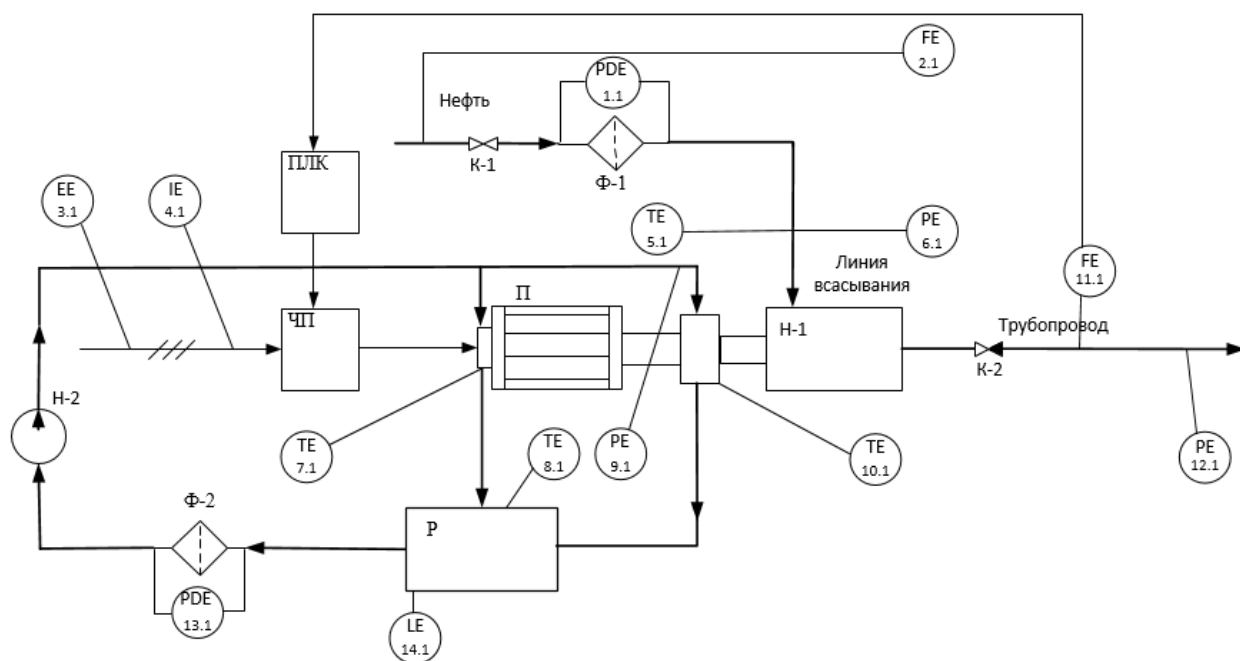 FE
2.1
PDE
1.1
Нефть
К-1
Ф-1
ПЛК
EE
3.1
IE
4.1
TE
5.1
PE
6.1
Линия
всасывания
FE
11.1
П
ЧП
Н-1
Трубопровод
К-2
Н-2
TE
7.1
TE
8.1
PE
9.1
TE
10.1
PE
12.1
Ф-2
Р
PDE
13.1
LE
14.1